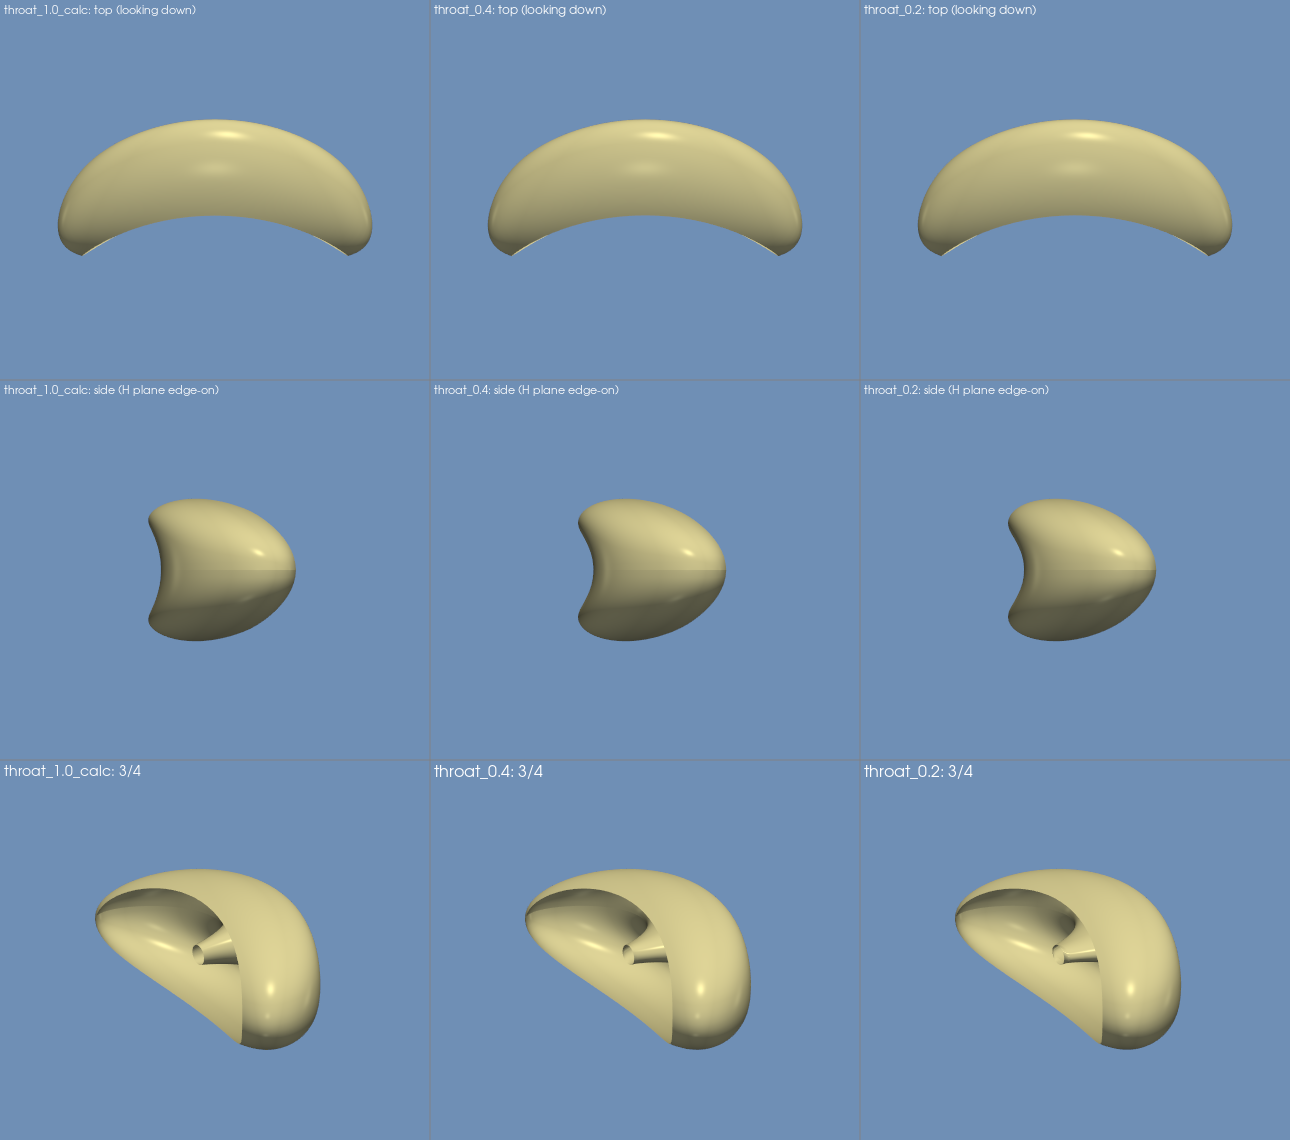 throat_1.0_calc: top (looking down)
throat_0.4: top (looking down)
throat_0.2: top (looking down)
throat_1.0_calc: side (H plane edge-on)
throat_0.4: side (H plane edge-on)
throat_0.2: side (H plane edge-on)
throat_1.0_calc: 3/4
throat_0.4: 3/4
throat_0.2: 3/4